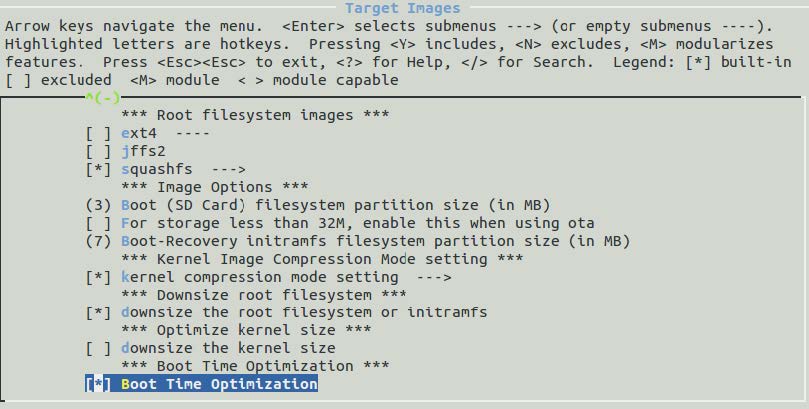 Target Images
Arrow keys navigate the menu.  <Enter> selects submenus ---> (or empty submenus ----).
Highlighted letters are hotkeys.  Pressing <Y> includes, <N> excludes, <M> modularizes
features.  Press <Esc><Esc> to exit, <?> for Help, </> for Search.  Legend: [*] built-in
[ ] excluded  <M> module  < > module capable
^(-)
*** Root filesystem images ***
[ ] ext4  ----
[ ] jffs2
[*] squashfs  --->
*** Image Options ***
(3) Boot (SD Card) filesystem partition size (in MB)
[ ] For storage less than 32M, enable this when using ota
(7) Boot-Recovery initramfs filesystem partition size (in MB)
*** Kernel Image Compression Mode setting ***
[*] kernel compression mode setting  --->
*** Downsize root filesystem ***
[*] downsize the root filesystem or initramfs
*** Optimize kernel size ***
[ ] downsize the kernel size
*** Boot Time Optimization ***
[*] Boot Time Optimization